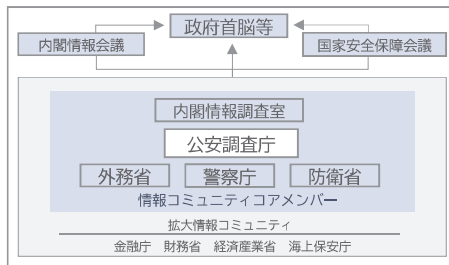 政府首脳等
内閣情報会議
国家安全保障会議
内閣情報調査室
公安調査庁
外務省 警察庁 防衛省
情報コミュニティコアメンバー
拡大情報コミュニティ
金融庁 財務省 経済産業省 海上保安庁